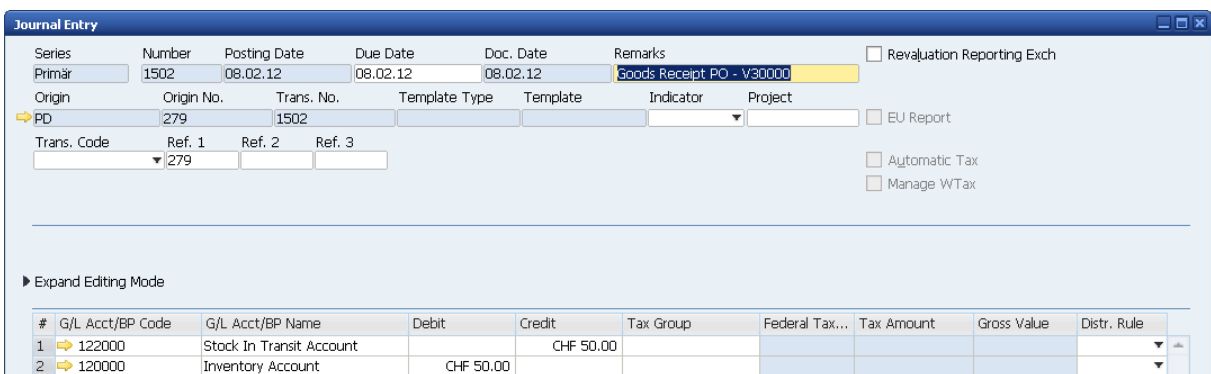 Journal Entry
Series Number Posting Date Due Date Doc. Date Remarks
Primär 1502 08.02.12 08.02.12 08.02.12 Goods Receipt PO - V30000
Revaluation Reporting Exch
Origin Origin No. Trans. No. Template Type Template Indicator Project
PD 279 1502
EU Report
Trans. Code Ref. 1 Ref. 2 Ref. 3
279
Automatic Tax
Manage WTax
Expand Editing Mode
# G/L Acct/BP Code G/L Acct/BP Name Debit Credit Tax Group Federal Tax... Tax Amount Gross Value Distr. Rule
1 122000 Stock In Transit Account CHF 50.00
2 120000 Inventory Account CHF 50.00